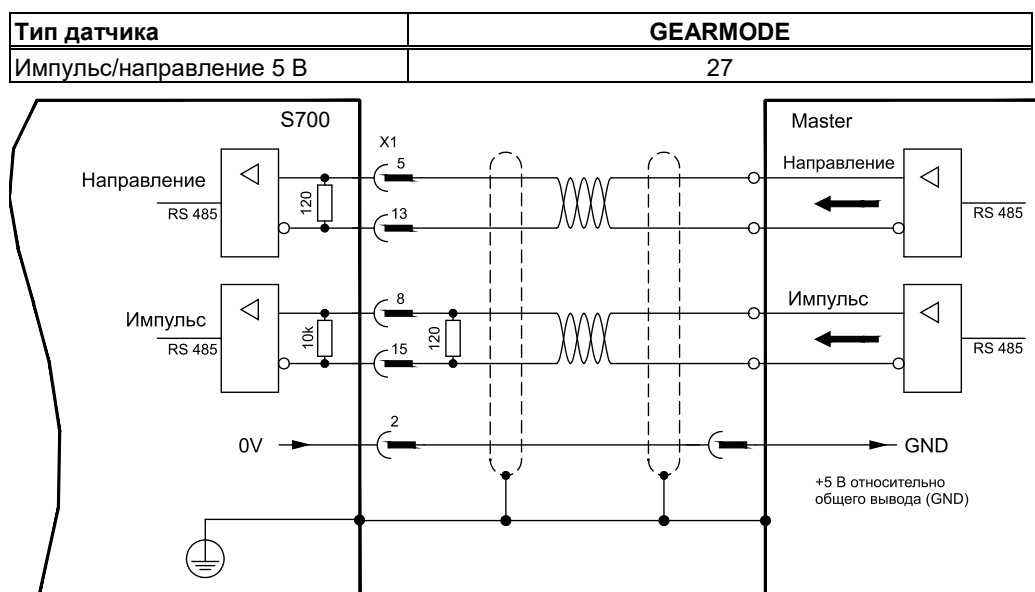 Тип датчика GEARMODE
Импульс/направление 5 В 27
S700
Master
X1
5
Направление
Направление
120
RS 485
13
RS 485
8
Импульс
Импульс
10k
120
RS 485
15
RS 485
2
0V
GND
+5 В относительно
общего вывода (GND)